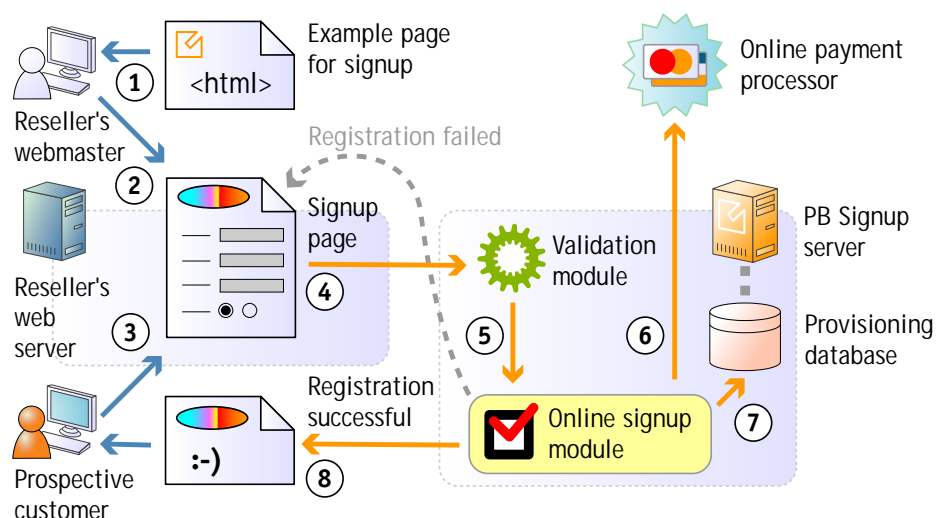 Example page
for signup
<html>
1
Reseller's
webmaster
Online payment
processor
Registration failed
2
Signup
page
Validation
module
PB Signup
server
Reseller's
web
server
3
4
5
6
Provisioning
database
Registration
successful
:-)
8
Online signup
module
7
Prospective
customer